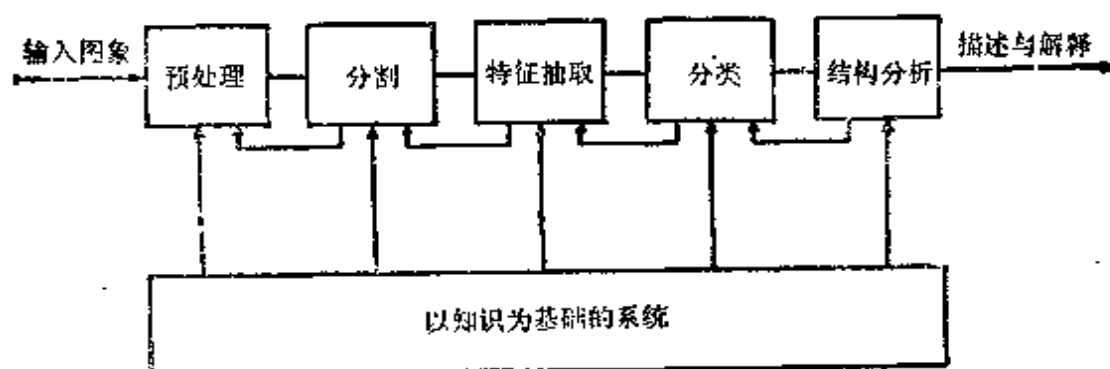 输入图象
预处理
分割
特征抽取
分类
结构分析
描述与解释
以知识为基础的系统